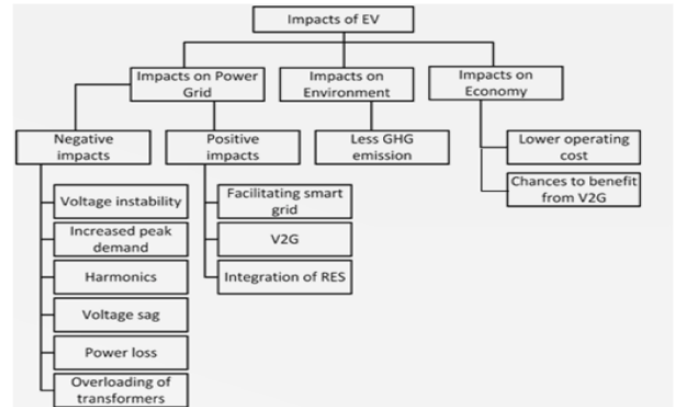 Impacts of EV
Impacts on Power
Grid
Impacts on
Environment
Impacts on
Economy
Negative
impacts
Positive
impacts
Less GHG
emission
Lower operating
cost
Voltage instability
Increased peak
demand
Harmonics
Voltage sag
Power loss
Overloading of
transformers
Facilitating smart
grid
V2G
Integration of RES
Chances to benefit
from V2G